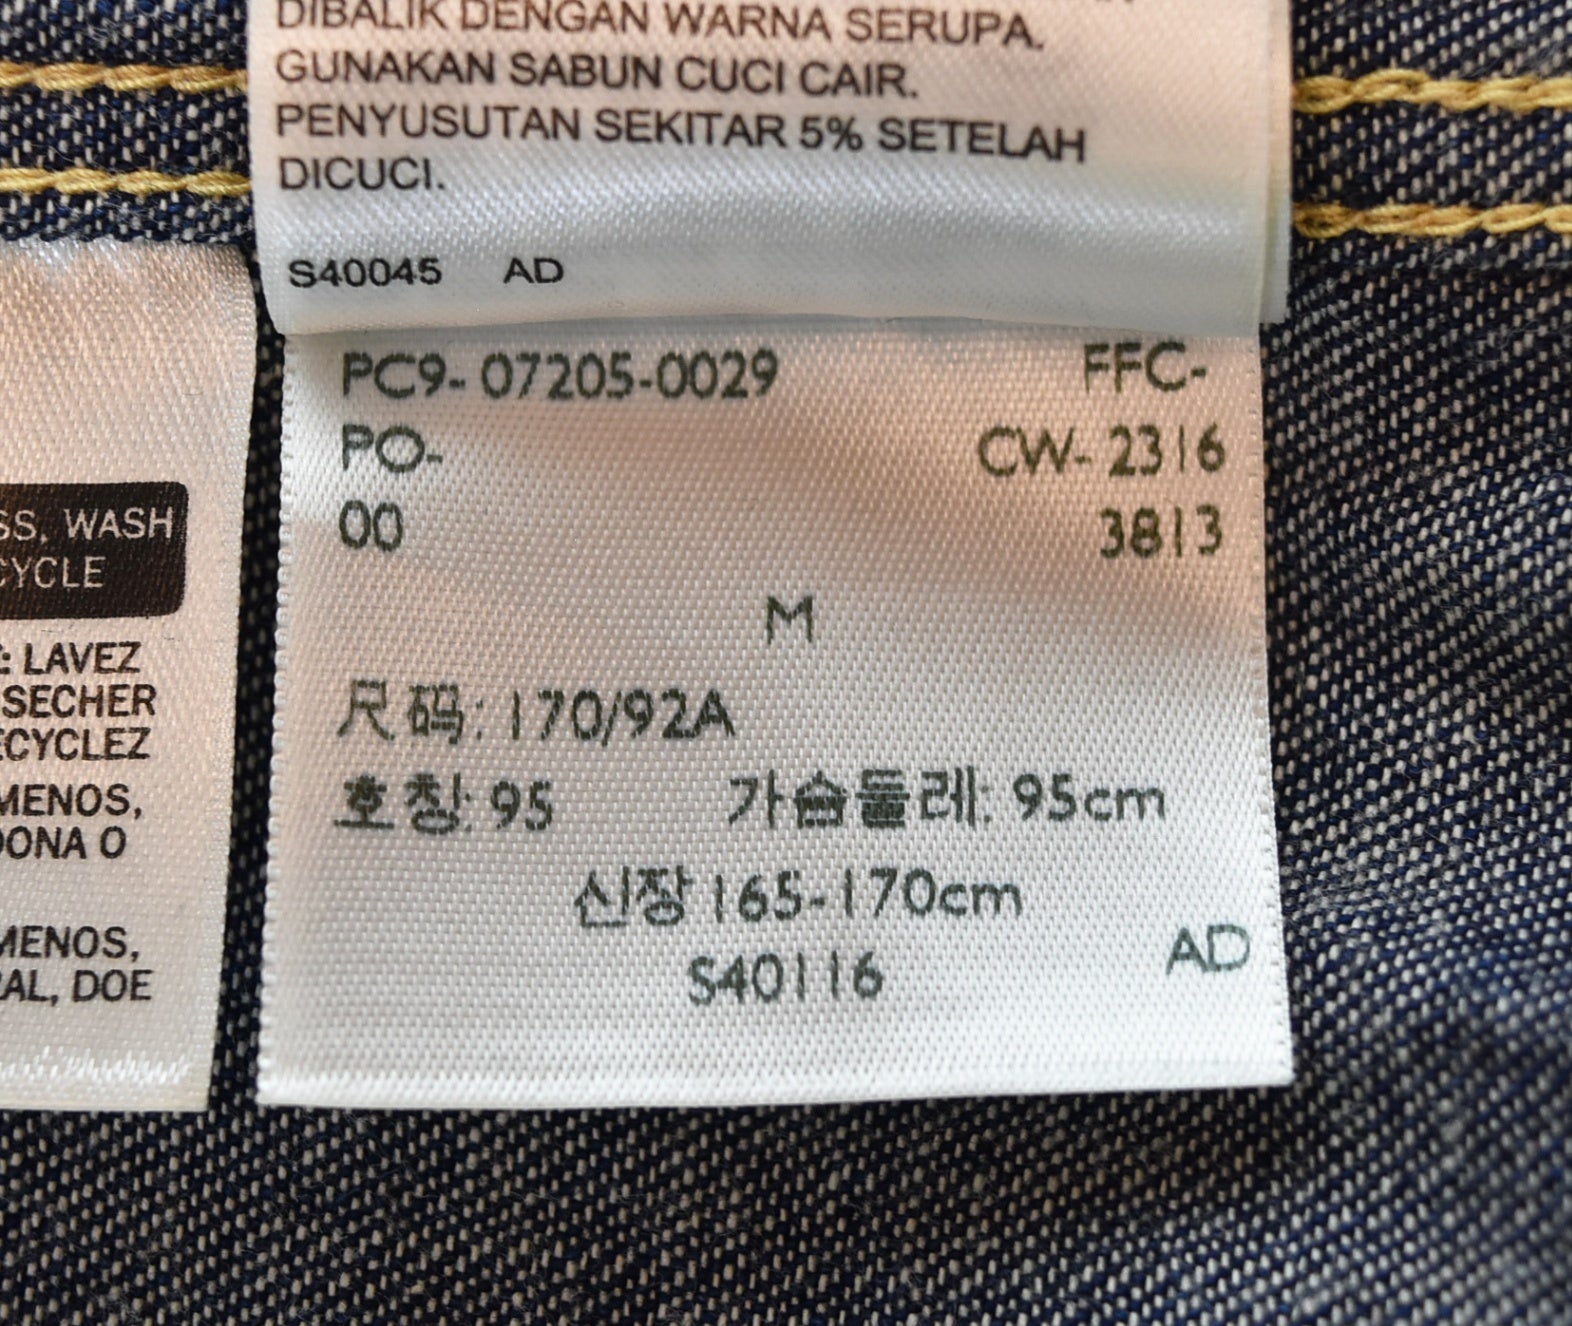 DIBALIK DENGAN WARNA SERUPA.
GUNAKAN SABUN CUCI CAIR.
PENYUSUTAN SEKITAR 5% SETELAH
DICUCI.
S40045 AD
PC9- 07205-0029 FFC-
PO- CW- 2316
00 3813
M
尺码: 170/92A
호칭: 95 가슴둘레: 95cm
신장 165-170cm
S40116 AD
WASH
CYCLE
: LAVEZ
SECHER
ECYCLEZ
MENOS,
DONA O
MENOS,
RAL, DOE